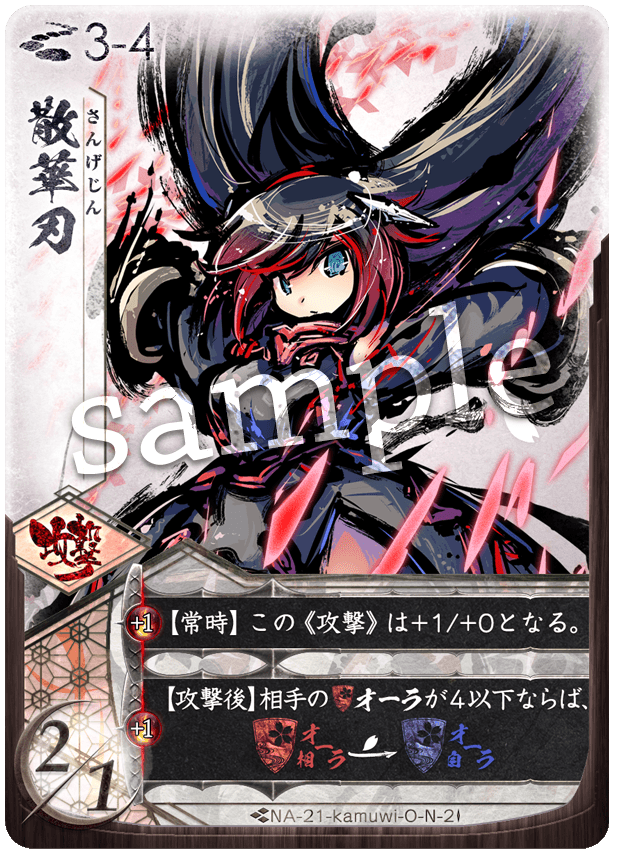 3-4
散華刃
さんげじん
sample
攻撃
+1
【常時】この《攻撃》は+1/+0となる。
+1
【攻撃後】相手のオーラが4以下ならば、
オーラ 相 オーラ 自
2/1
NA-21-kamuwi-O-N-21